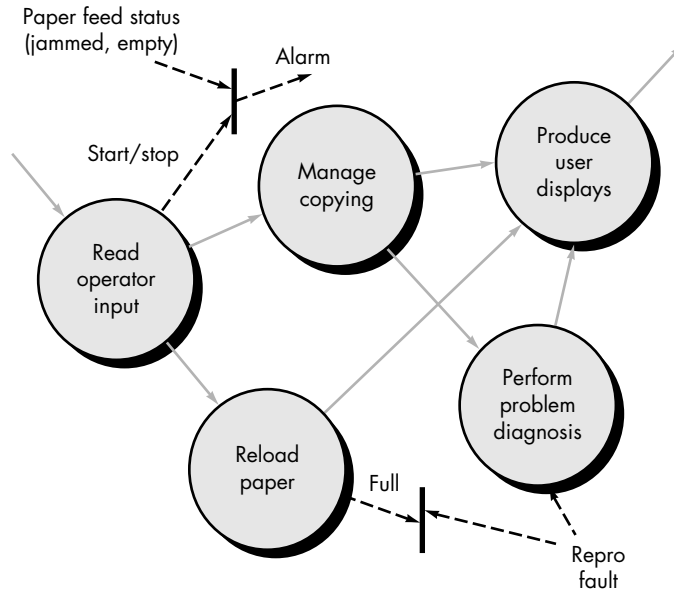 Paper feed status
(jammed, empty)
Alarm
Start/stop
Manage
copying
Produce
user
displays
Read
operator
input
Perform
problem
diagnosis
Reload
paper
Full
Repro
fault